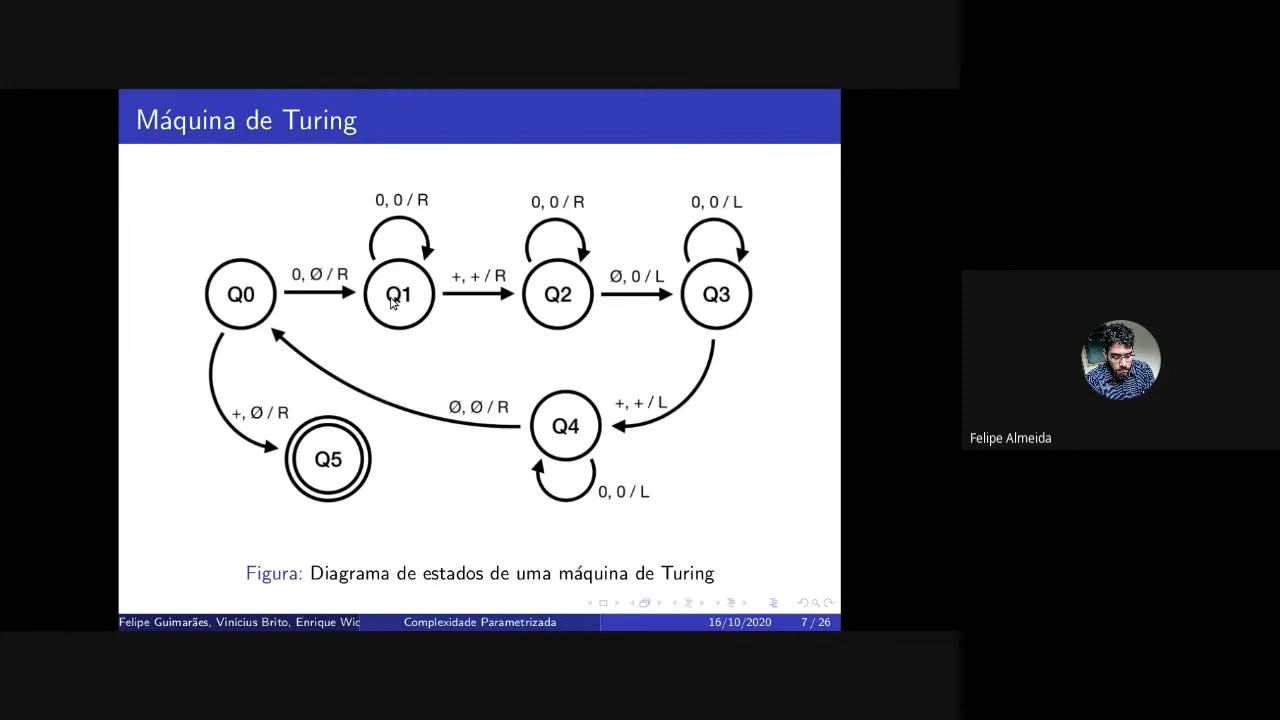 Máquina de Turing
0, 0 / R
0, 0 / R
0, 0 / L
Q0
0, Ø / R
Q1
+, + / R
Q2
Ø, 0 / L
Q3
+, Ø / R
Ø, Ø / R
+, + / L
Q4
Q5
0, 0 / L
Figura: Diagrama de estados de uma máquina de Turing
Felipe Guimarães, Vinícius Brito, Enrique Wic
Complexidade Parametrizada
16/10/2020
7 / 26
Felipe Almeida